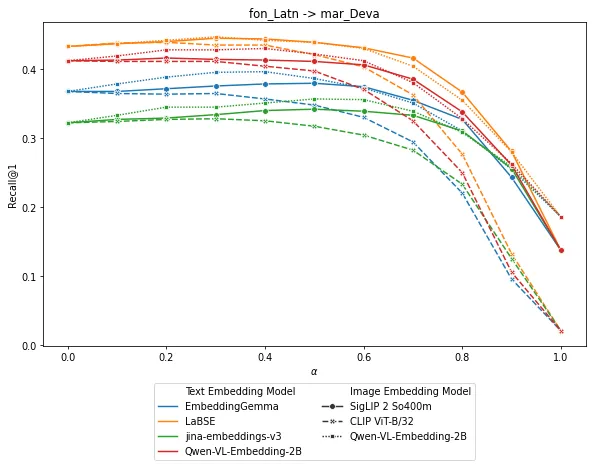 fon_Latn -> mar_Deva
Recall@1
0.4
0.3
0.2
0.1
0.0
0.0 0.2 0.4 0.6 0.8 1.0
α
Text Embedding Model Image Embedding Model
EmbeddingGemma SigLIP 2 So400m
LaBSE CLIP ViT-B/32
jina-embeddings-v3 Qwen-VL-Embedding-2B
Qwen-VL-Embedding-2B